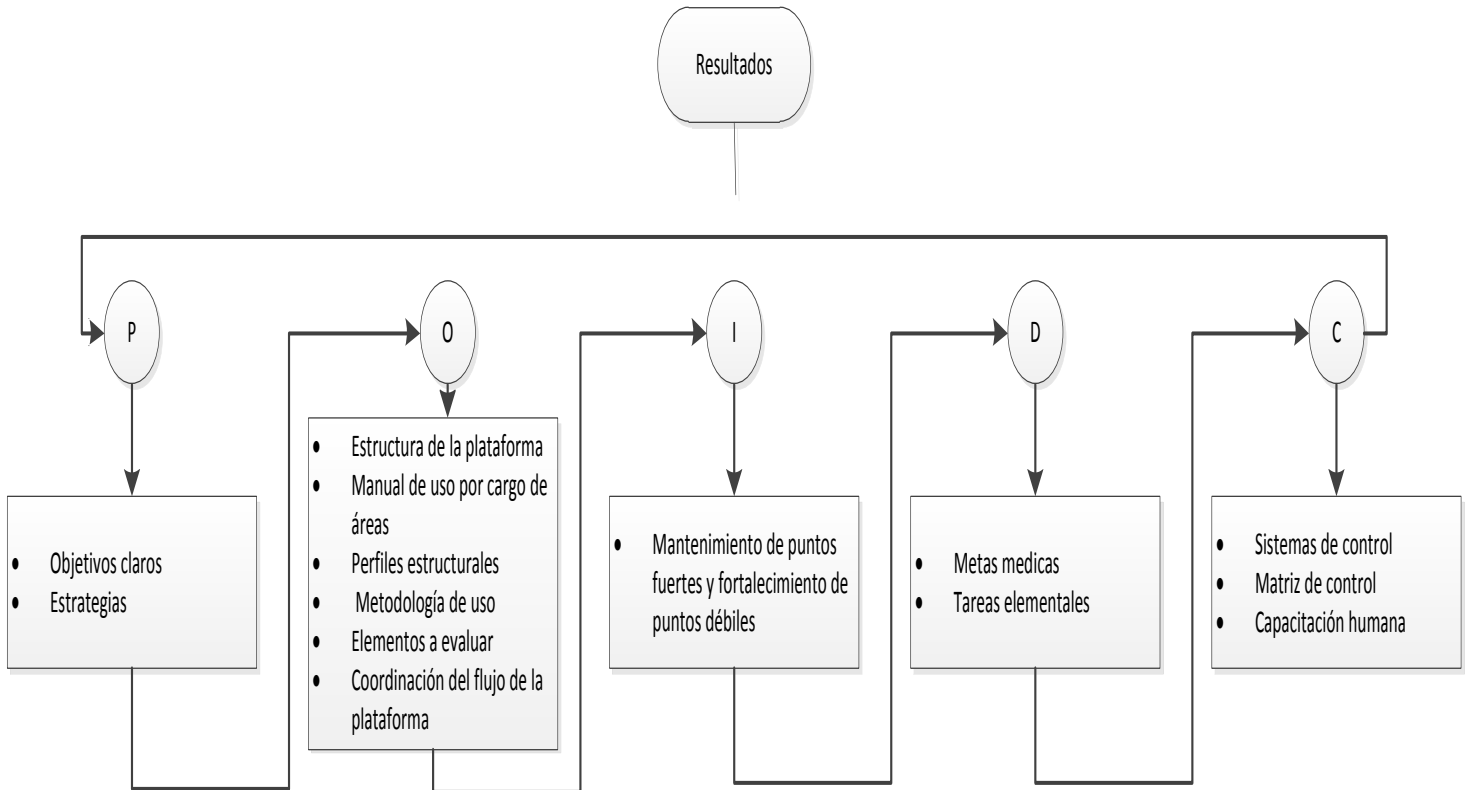 Resultados
P
O
I
D
C
• Objetivos claros
• Estrategias
• Estructura de la plataforma
• Manual de uso por cargo de
áreas
• Perfiles estructurales
• Metodología de uso
• Elementos a evaluar
• Coordinación del flujo de la
plataforma
• Mantenimiento de puntos
fuertes y fortalecimiento de
puntos débiles
• Metas medicas
• Tareas elementales
• Sistemas de control
• Matriz de control
• Capacitación humana